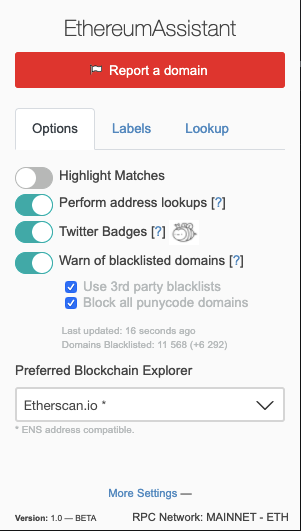 EthereumAssistant
Report a domain
Options Labels Lookup
Highlight Matches
Perform address lookups [?]
Twitter Badges [?]
Warn of blacklisted domains [?]
Use 3rd party blacklists
Block all punycode domains
Last updated: 16 seconds ago
Domains Blacklisted: 11 568 (+6 292)
Preferred Blockchain Explorer
Etherscan.io *
* ENS address compatible.
More Settings —
Version: 1.0 — BETA RPC Network: MAINNET - ETH